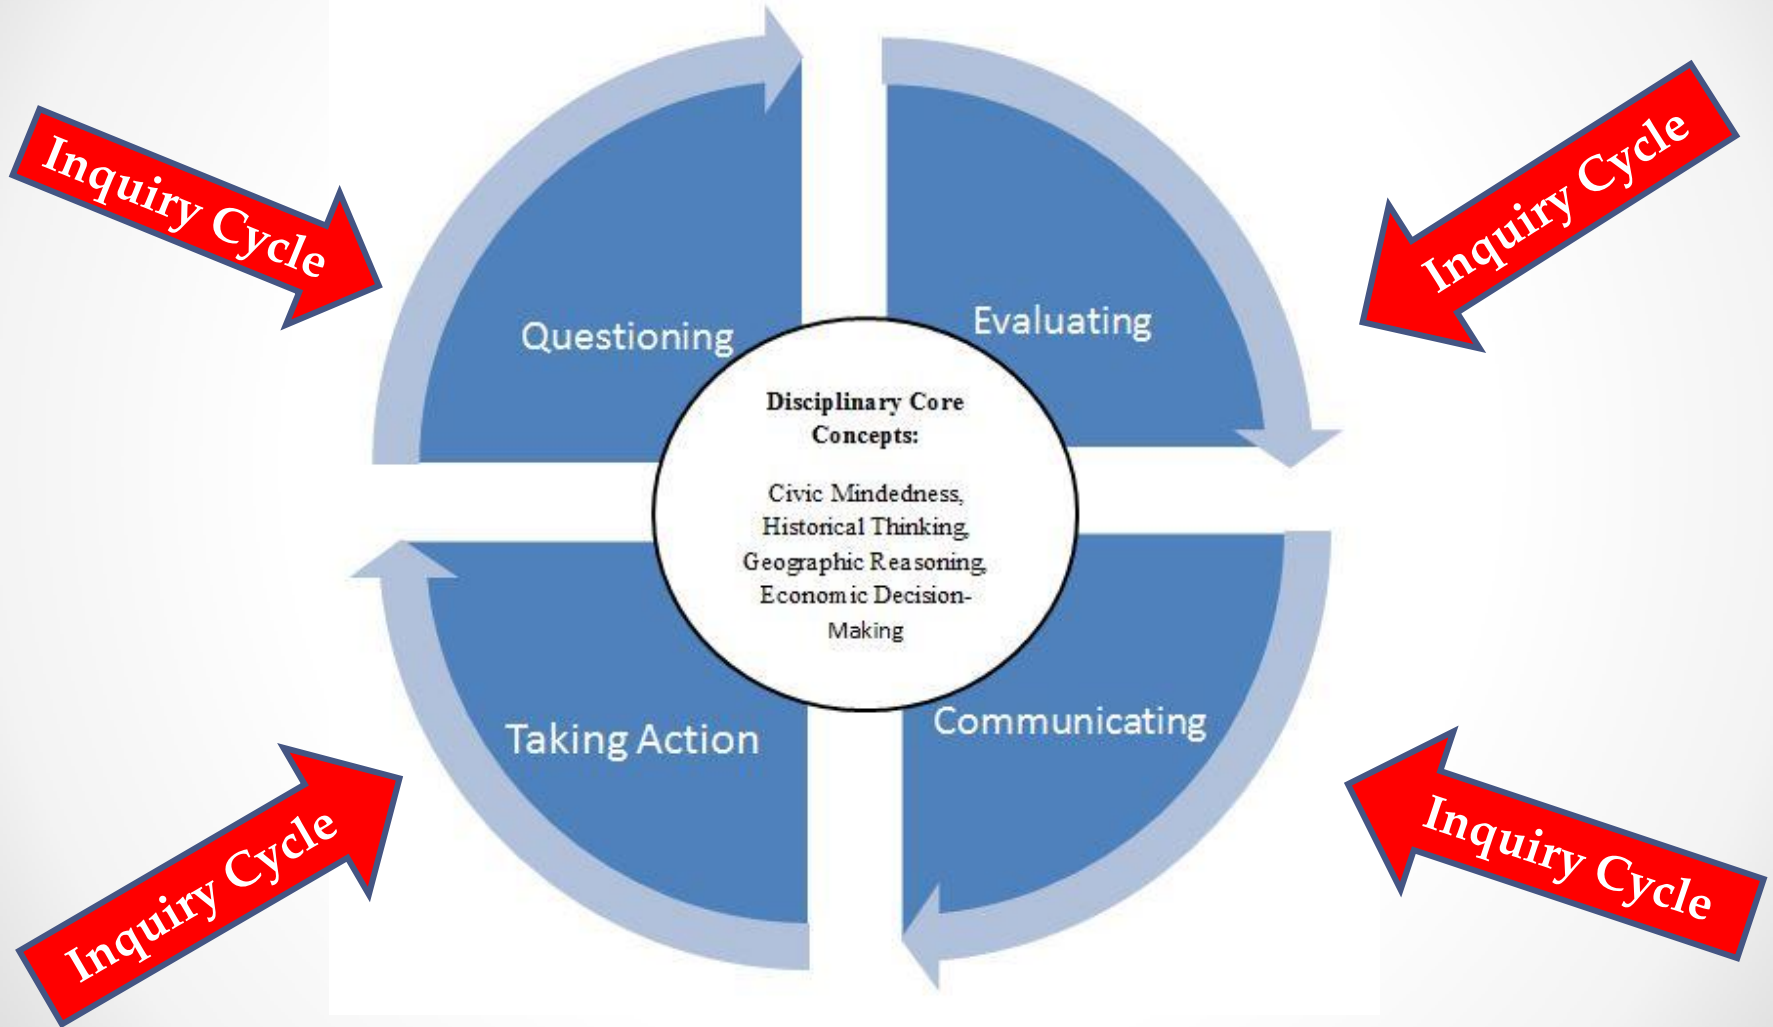 Inquiry Cycle
Inquiry Cycle
Questioning
Evaluating
Disciplinary Core
Concepts:
Civic Mindedness,
Historical Thinking,
Geographic Reasoning,
Economic Decision-
Making
Taking Action
Communicating
Inquiry Cycle
Inquiry Cycle